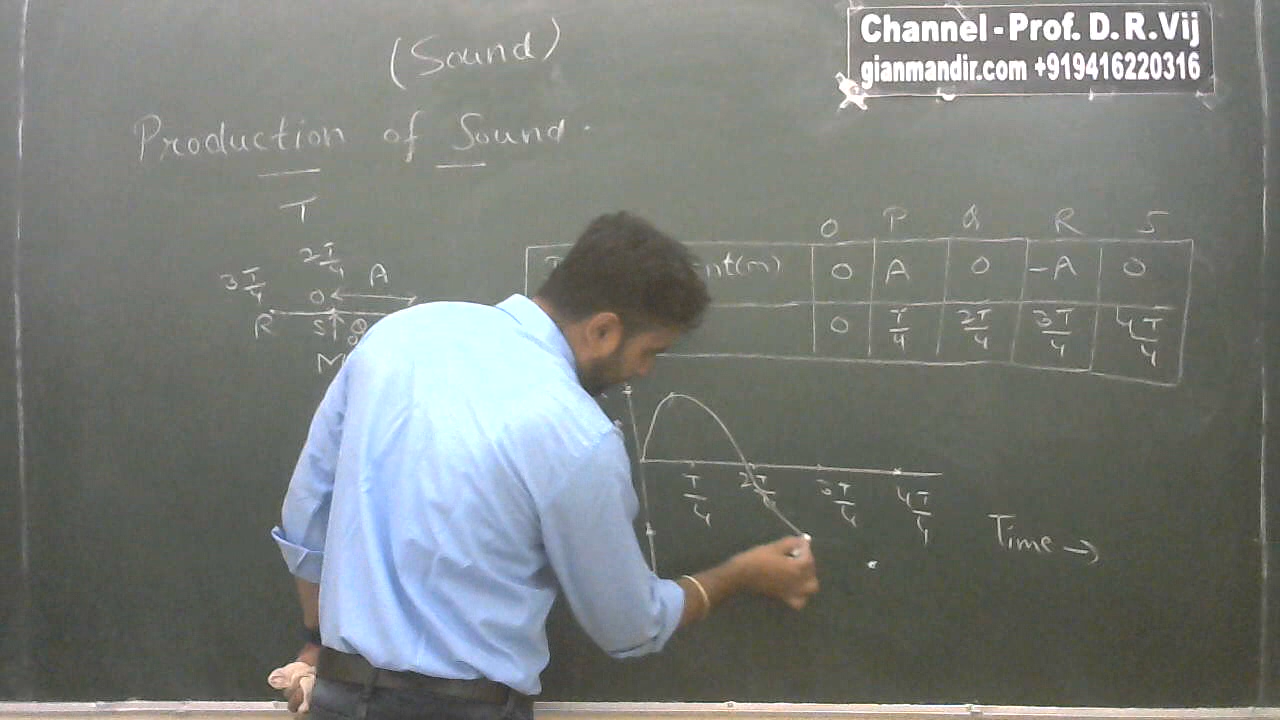 Channel - Prof. D. R. Vij
gianmandir.com +919416220316
(Sound)
Production of Sound.
T
2T/4
3T/4
A
O
R
S
Q
M
O P Q R S
nt(m) 0 A 0 -A 0
0 T/4 2T/4 3T/4 4T/4
T/4 2T/4 3T/4 4T/4
Time →